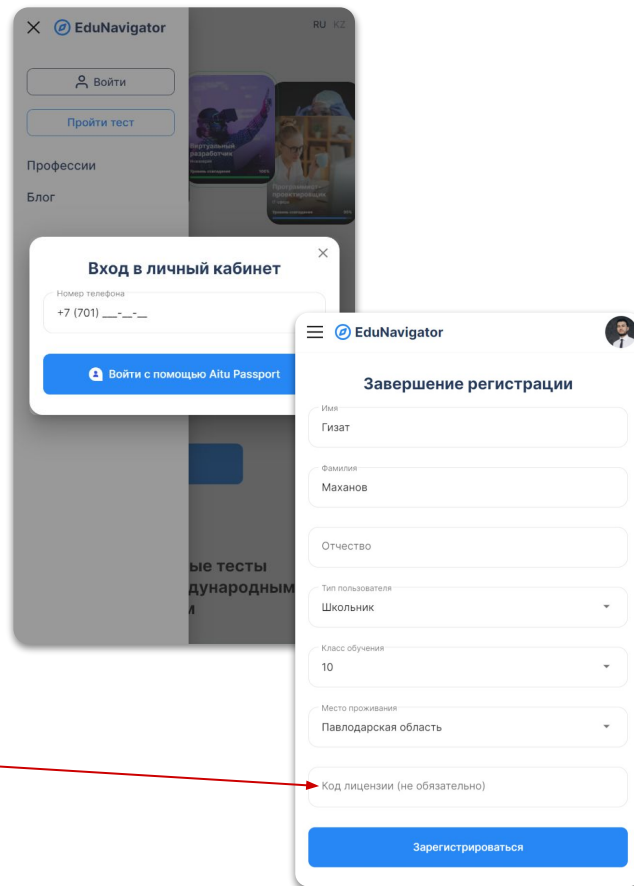 EduNavigator
RU KZ
Войти
Пройти тест
Виртуальный
разработчик
Профессии
Блог
Вход в личный кабинет
Номер телефона
+7 (701) ___-__-__
Войти с помощью Aitu Passport
ые тесты
дународным
EduNavigator
Завершение регистрации
Имя
Гизат
Фамилия
Маханов
Отчество
Тип пользователя
Школьник
Класс обучения
10
Место проживания
Павлодарская область
Код лицензии (не обязательно)
Зарегистрироваться